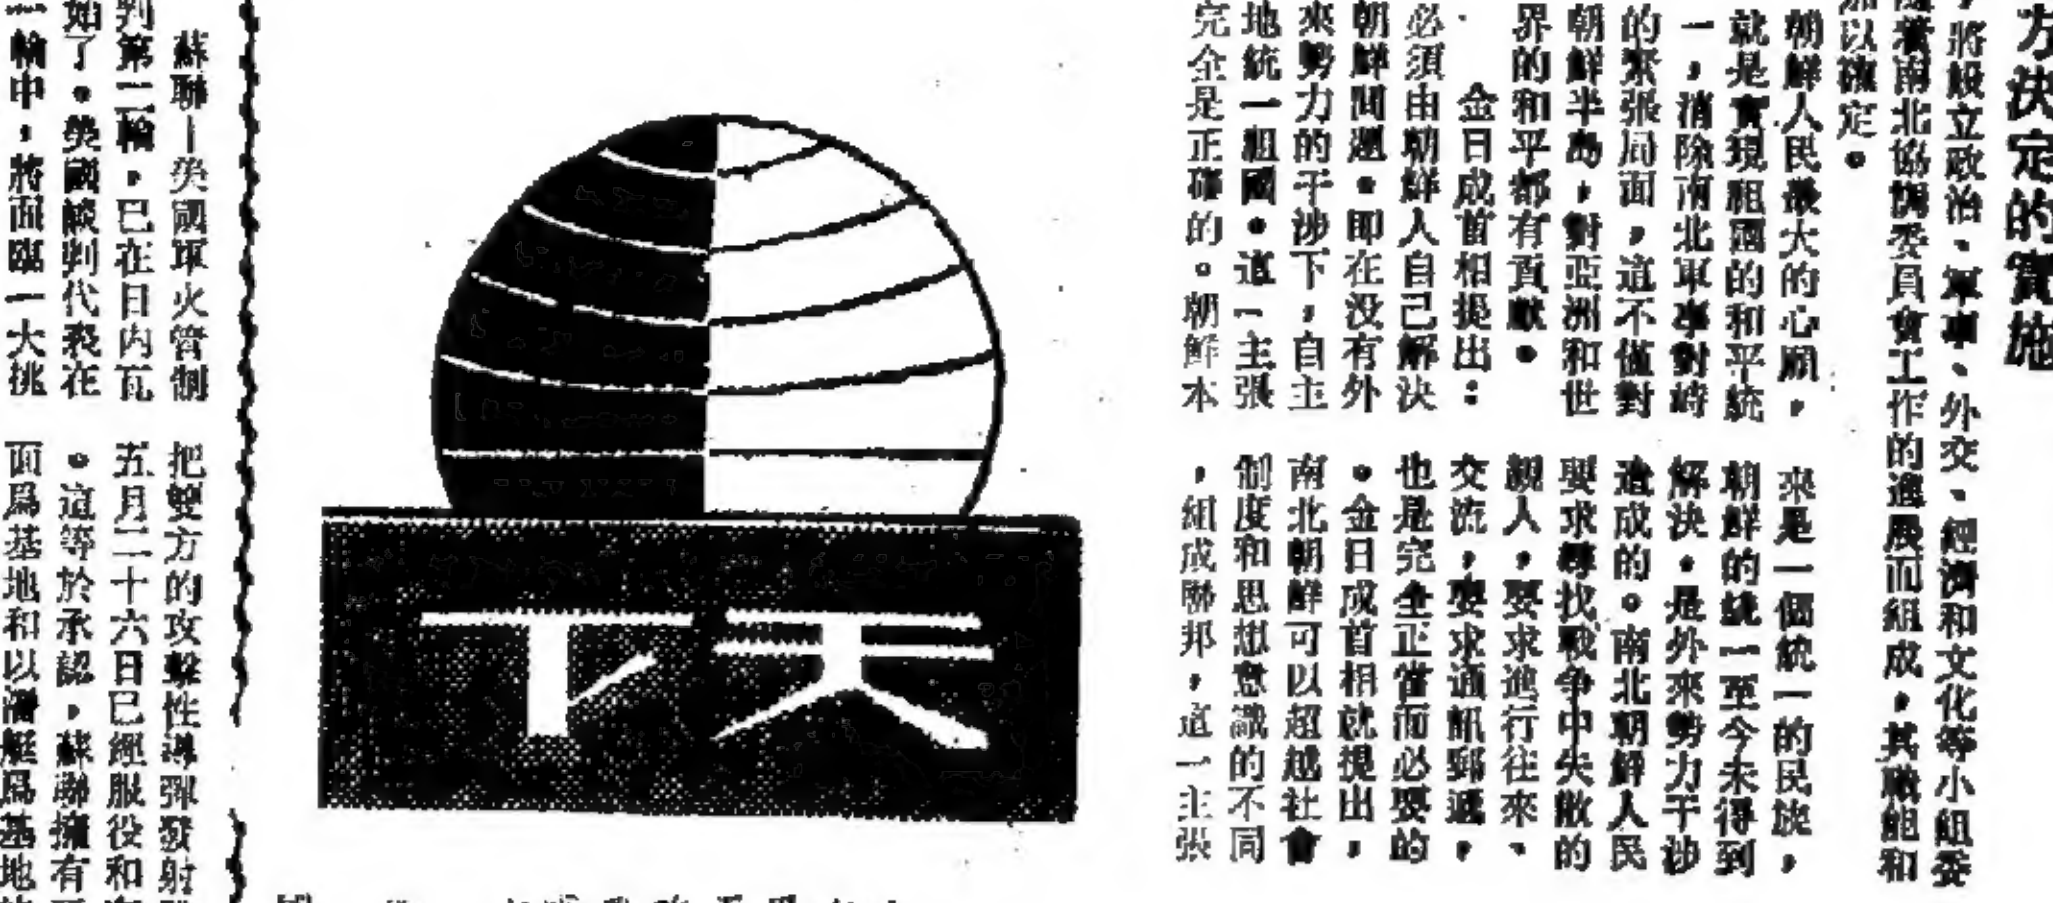 方決定的實施
，將設立政治、軍事、外交、經濟和文化等小組委
隨着南北協調委員會工作的進展而組成，其職能和
加以確定。
朝鮮人民最大的心願，
就是實現祖國的和平統
一，消除南北軍事對峙
的緊張局面，這不僅對
朝鮮半島，對亞洲和世
界的和平都有貢獻。
金日成首相提出：
必須由朝鮮人自己解決
朝鮮問題。即在没有外
來勢力的干涉下，自主
地統一祖國。這一主張
完全是正確的。朝鮮本
來是一個統一的民族，
朝鮮的統一至今未得到
解決，是外來勢力干涉
造成的。南北朝鮮人民
要求尋找戰争中失散的
親人，要求進行往來、
交流，要求通訊郵遞，
也是完全正當而必要的
。金日成首相就提出，
南北朝鮮可以超越社會
制度和思想意識的不同
，組成聯邦，這一主張
天下
蘇聯－美國軍火管制
判第二輪，已在日内瓦
如了。美國談判代表在
一輪中，將面臨一大挑
把雙方的攻擊性導彈發射
五月二十六日已經服役和
。這等於承認，蘇聯擁有
面爲基地和以潛艇爲基地